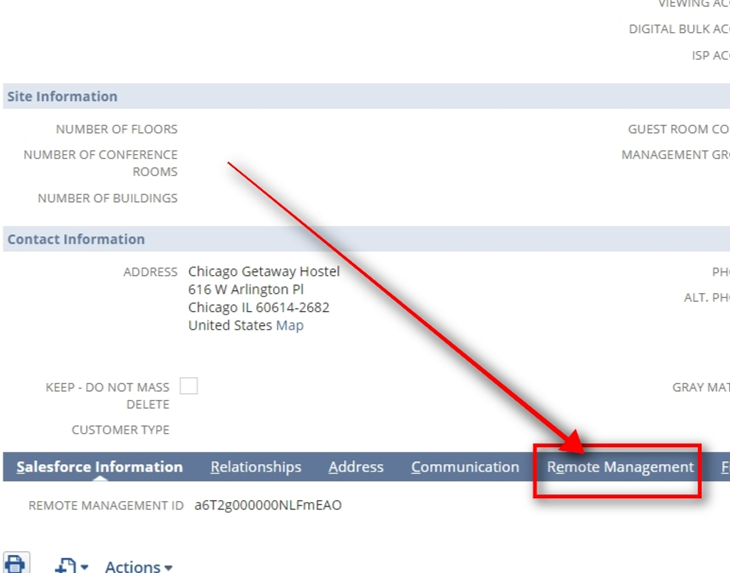 VIEWING AC
DIGITAL BULK AC
ISP AC
Site Information
NUMBER OF FLOORS
GUEST ROOM CO
NUMBER OF CONFERENCE
ROOMS
MANAGEMENT GR
NUMBER OF BUILDINGS
Contact Information
ADDRESS Chicago Getaway Hostel
616 W Arlington Pl
Chicago IL 60614-2682
United States Map
PH
ALT. PH
KEEP - DO NOT MASS
DELETE
GRAY MAT
CUSTOMER TYPE
Salesforce Information Relationships Address Communication Remote Management F
REMOTE MANAGEMENT ID a6T2g000000NLFmEAO
Actions